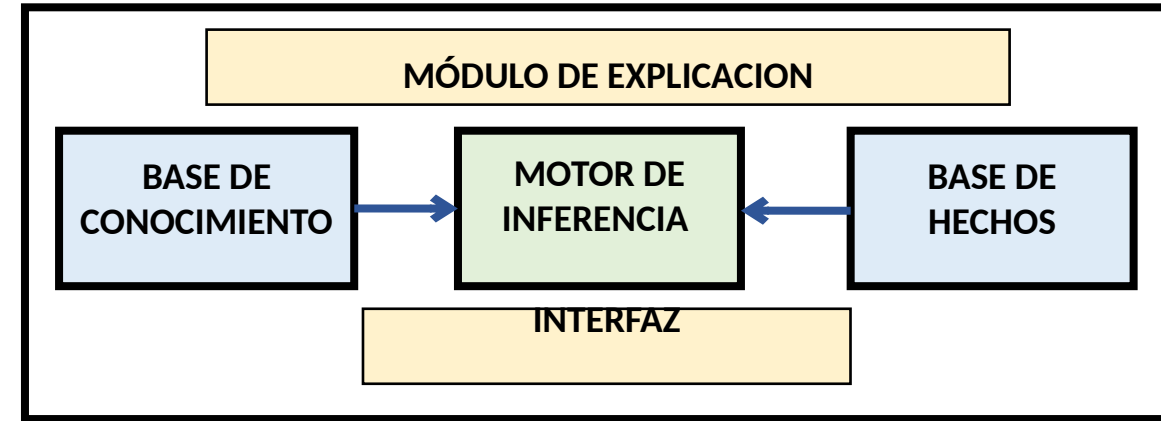 MÓDULO DE EXPLICACION
BASE DE
CONOCIMIENTO
MOTOR DE
INFERENCIA
BASE DE
HECHOS
INTERFAZ